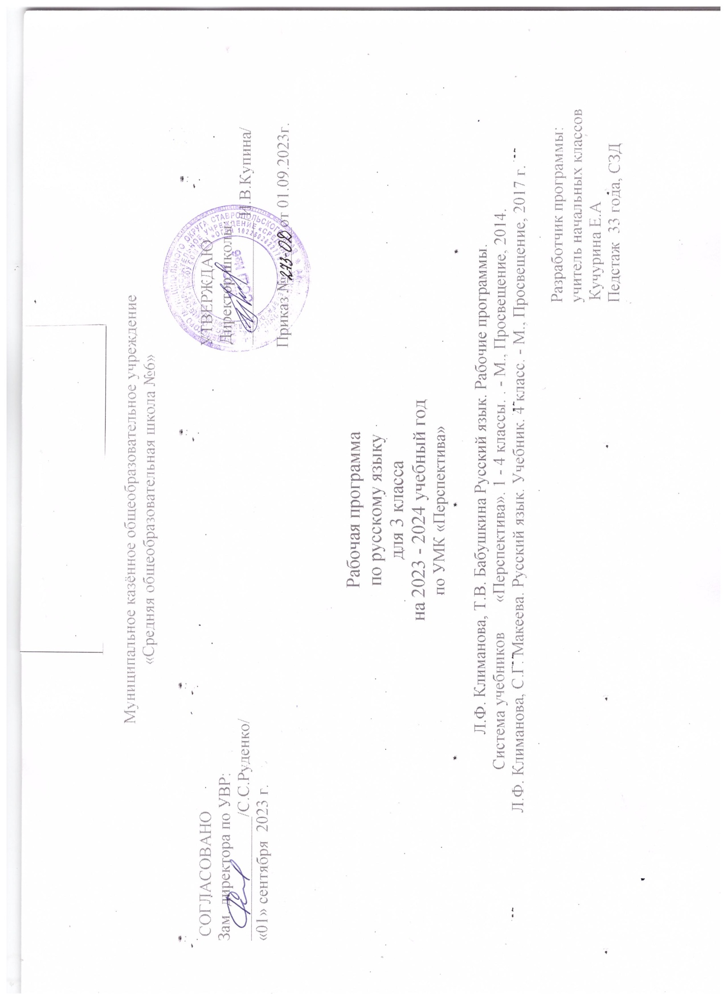 Муниципальное казённое общеобразовательное учреждение
«Средняя общеобразовательная школа №6»
СОГЛАСОВАНО
Зам.директора по УВР:
/С.С.Руденко/
«01» сентября 2023 г.
УТВЕРЖДАЮ
Директор школы
И.В.Купина/
Приказ №273-ОД от 01.09.2023г.
ОКРУГА СТАВРОПОЛЬСКОГО
УЧРЕЖДЕНИЕ «СРЕДНЯЯ
Рабочая программа
по русскому языку
для 3 класса
на 2023 - 2024 учебный год
по УМК «Перспектива»
Л.Ф. Климанова, Т.В. Бабушкина Русский язык. Рабочие программы.
Система учебников «Перспектива». 1 - 4 классы. . - М., Просвещение, 2014.
Л.Ф. Климанова, С.Г. Макеева. Русский язык. Учебник. 4 класс. - М., Просвещение, 2017 г.
Разработчик программы:
учитель начальных классов
Кучурина Е.А
Педстаж 33 года, СЗД